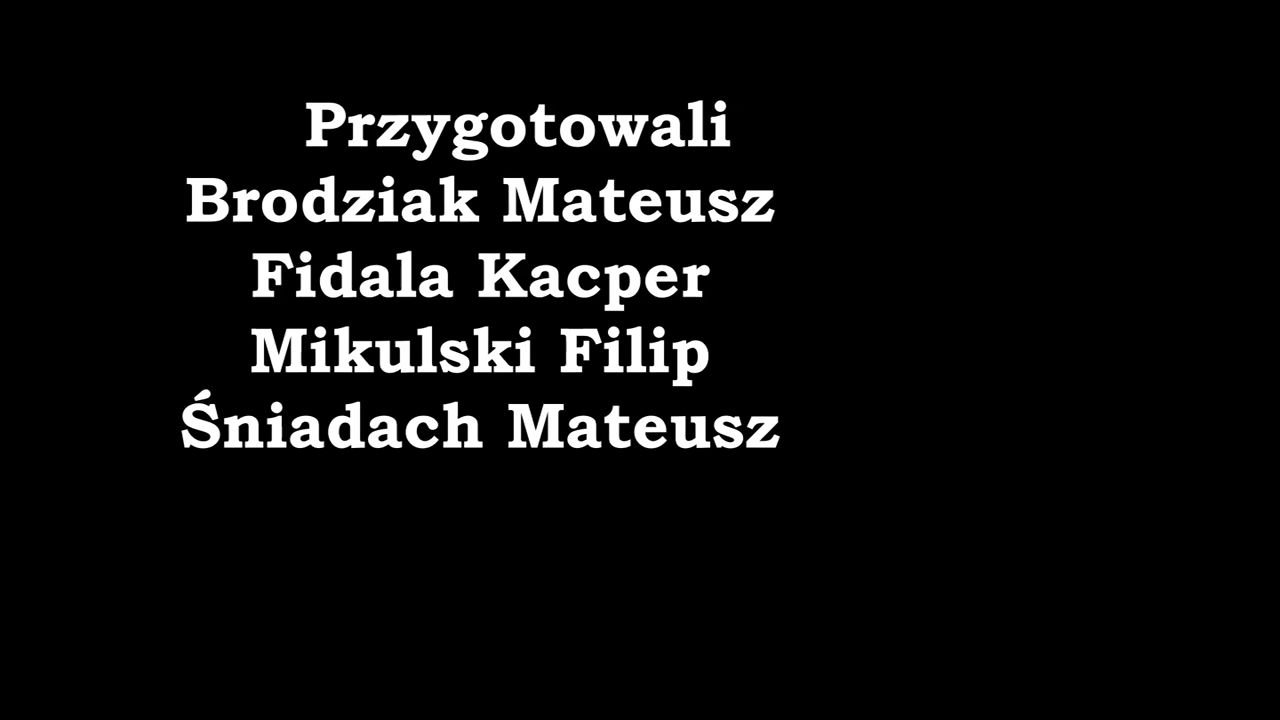 Przygotowali
Brodziak Mateusz
Fidala Kacper
Mikulski Filip
Śniadach Mateusz